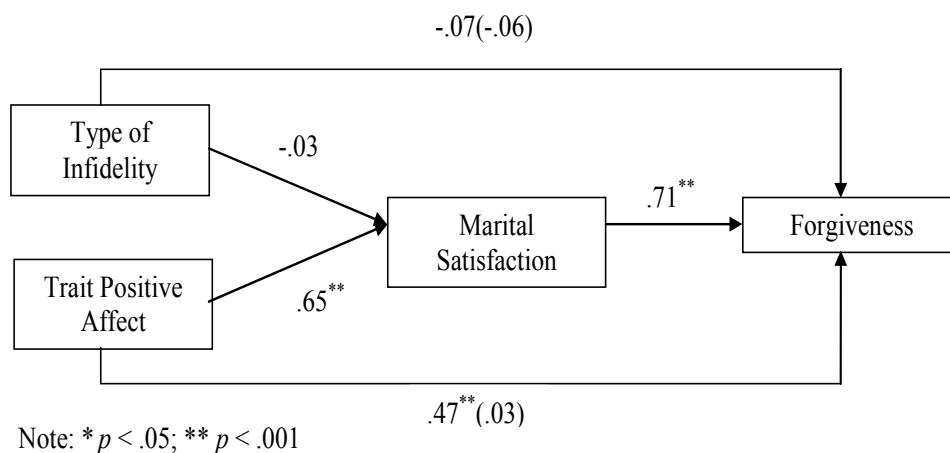 -.07(-.06)
Type of
Infidelity
-.03
.71**
Marital
Satisfaction
Forgiveness
Trait Positive
Affect
.65**
.47**(.03)
Note: * p < .05; ** p < .001